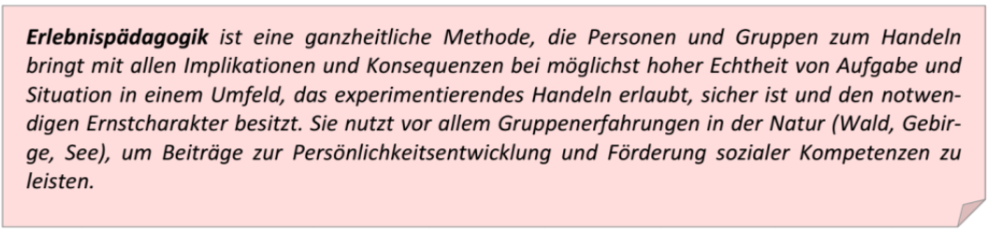 Erlebnispädagogik ist eine ganzheitliche Methode, die Personen und Gruppen zum Handeln
bringt mit allen Implikationen und Konsequenzen bei möglichst hoher Echtheit von Aufgabe und
Situation in einem Umfeld, das experimentierendes Handeln erlaubt, sicher ist und den notwen-
digen Ernstcharakter besitzt. Sie nutzt vor allem Gruppenerfahrungen in der Natur (Wald, Gebir-
ge, See), um Beiträge zur Persönlichkeitsentwicklung und Förderung sozialer Kompetenzen zu
leisten.